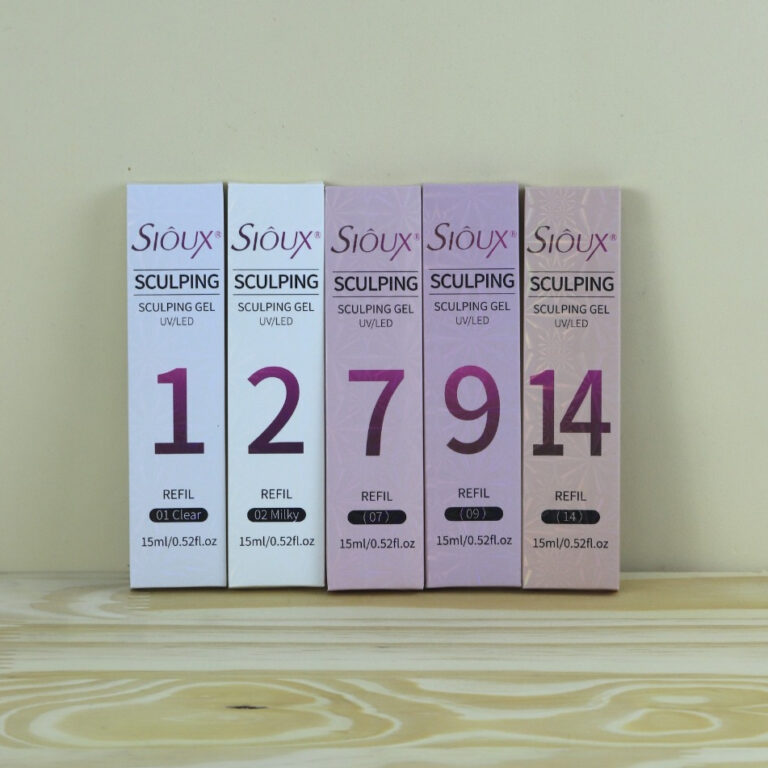 SIÔUX®
SCULPING
SCULPING GEL
UV/LED
1
REFIL
01 Clear
15ml/0.52fl.oz
SIÔUX®
SCULPING
SCULPING GEL
UV/LED
2
REFIL
02 Milky
15ml/0.52fl.oz
SIÔUX®
SCULPING
SCULPING GEL
UV/LED
7
REFIL
( 07 )
15ml/0.52fl.oz
SIÔUX®
SCULPING
SCULPING GEL
UV/LED
9
REFIL
( 09 )
15ml/0.52fl.oz
SIÔUX®
SCULPING
SCULPING GEL
UV/LED
14
REFIL
( 14 )
15ml/0.52fl.oz